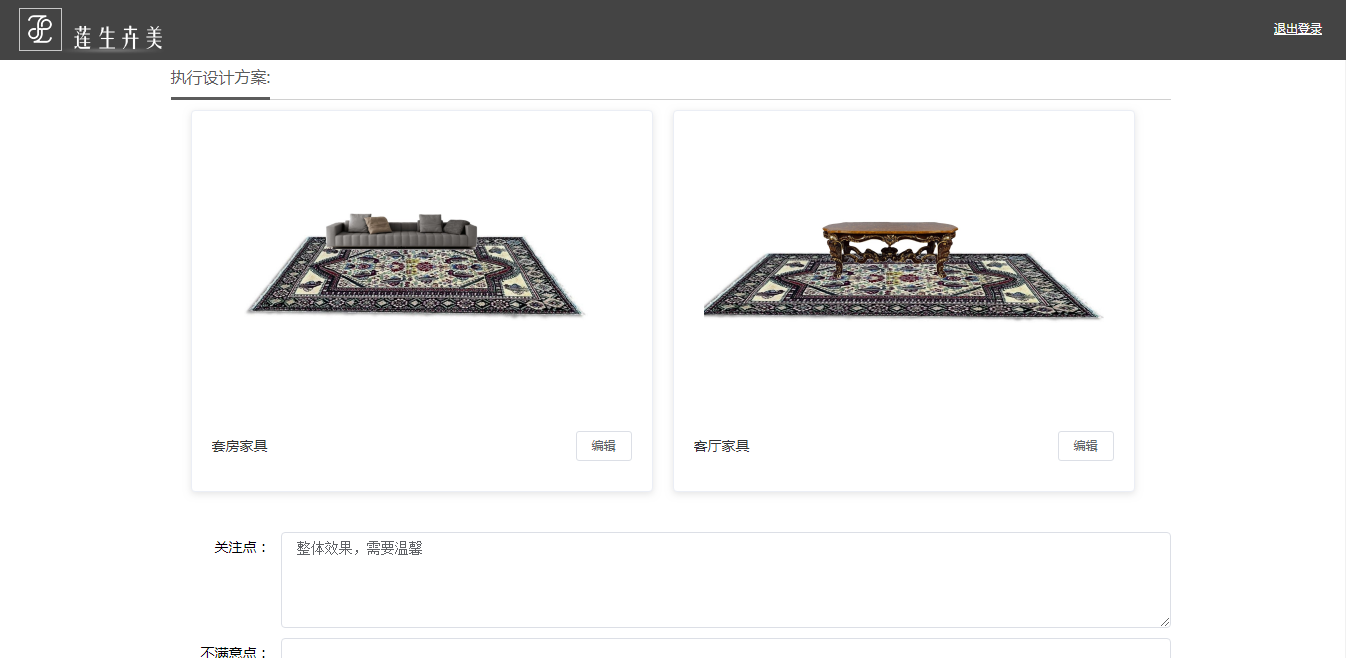 莲生卉美
退出登录
执行设计方案:
套房家具
编辑
客厅家具
编辑
关注点：
整体效果，需要温馨
不满意点：